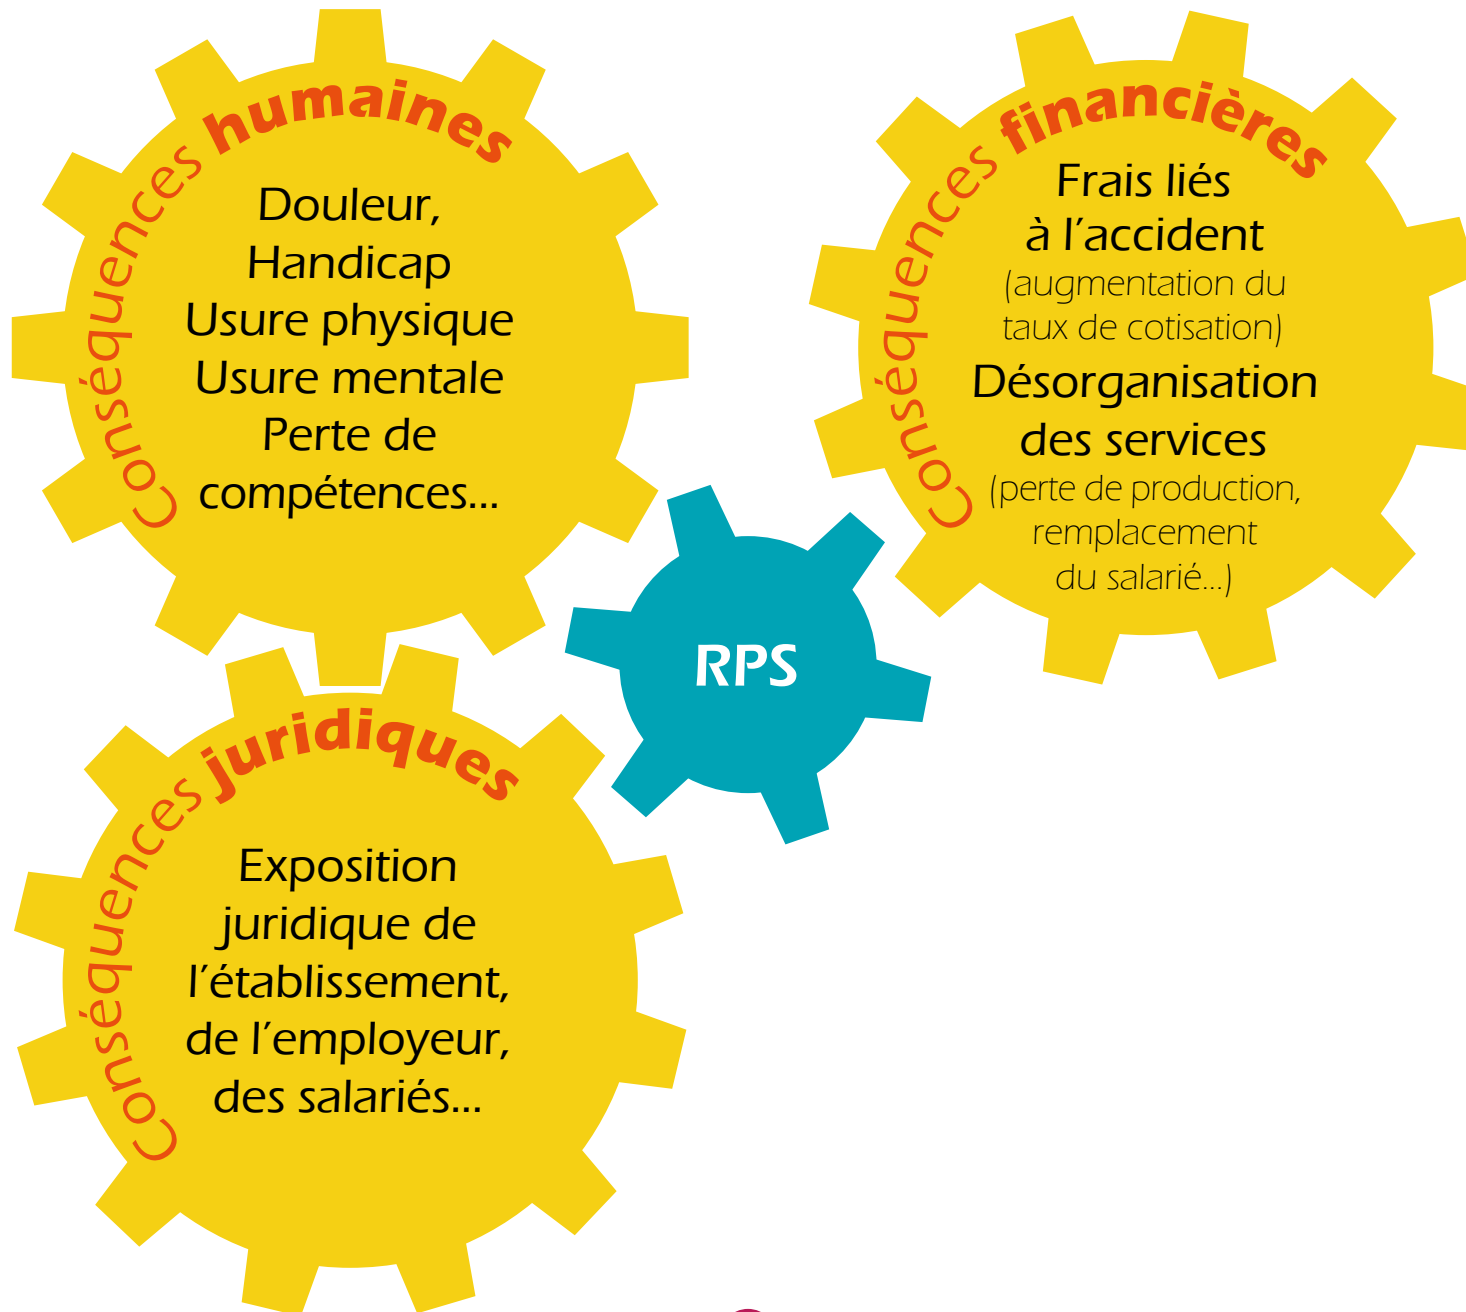 Conséquences humaines
Douleur,
Handicap
Usure physique
Usure mentale
Perte de
compétences...
Conséquences financières
Frais liés
à l’accident
(augmentation du
taux de cotisation)
Désorganisation
des services
(perte de production,
remplacement
du salarié...)
RPS
Conséquences juridiques
Exposition
juridique de
l’établissement,
de l’employeur,
des salariés...